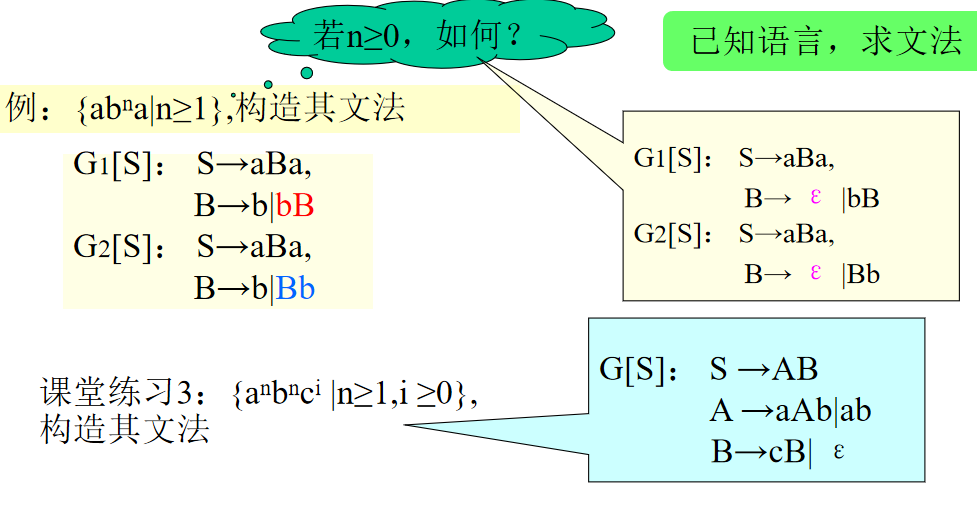 若n≥0，如何？
已知语言，求文法
例：{abⁿa|n≥1},构造其文法
G1[S]： S→aBa,
B→b|bB
G2[S]： S→aBa,
B→b|Bb
G1[S]： S→aBa,
B→ ε |bB
G2[S]： S→aBa,
B→ ε |Bb
课堂练习3：{aⁿbⁿcⁱ |n≥1,i ≥0},
构造其文法
G[S]： S →AB
A →aAb|ab
B→cB| ε